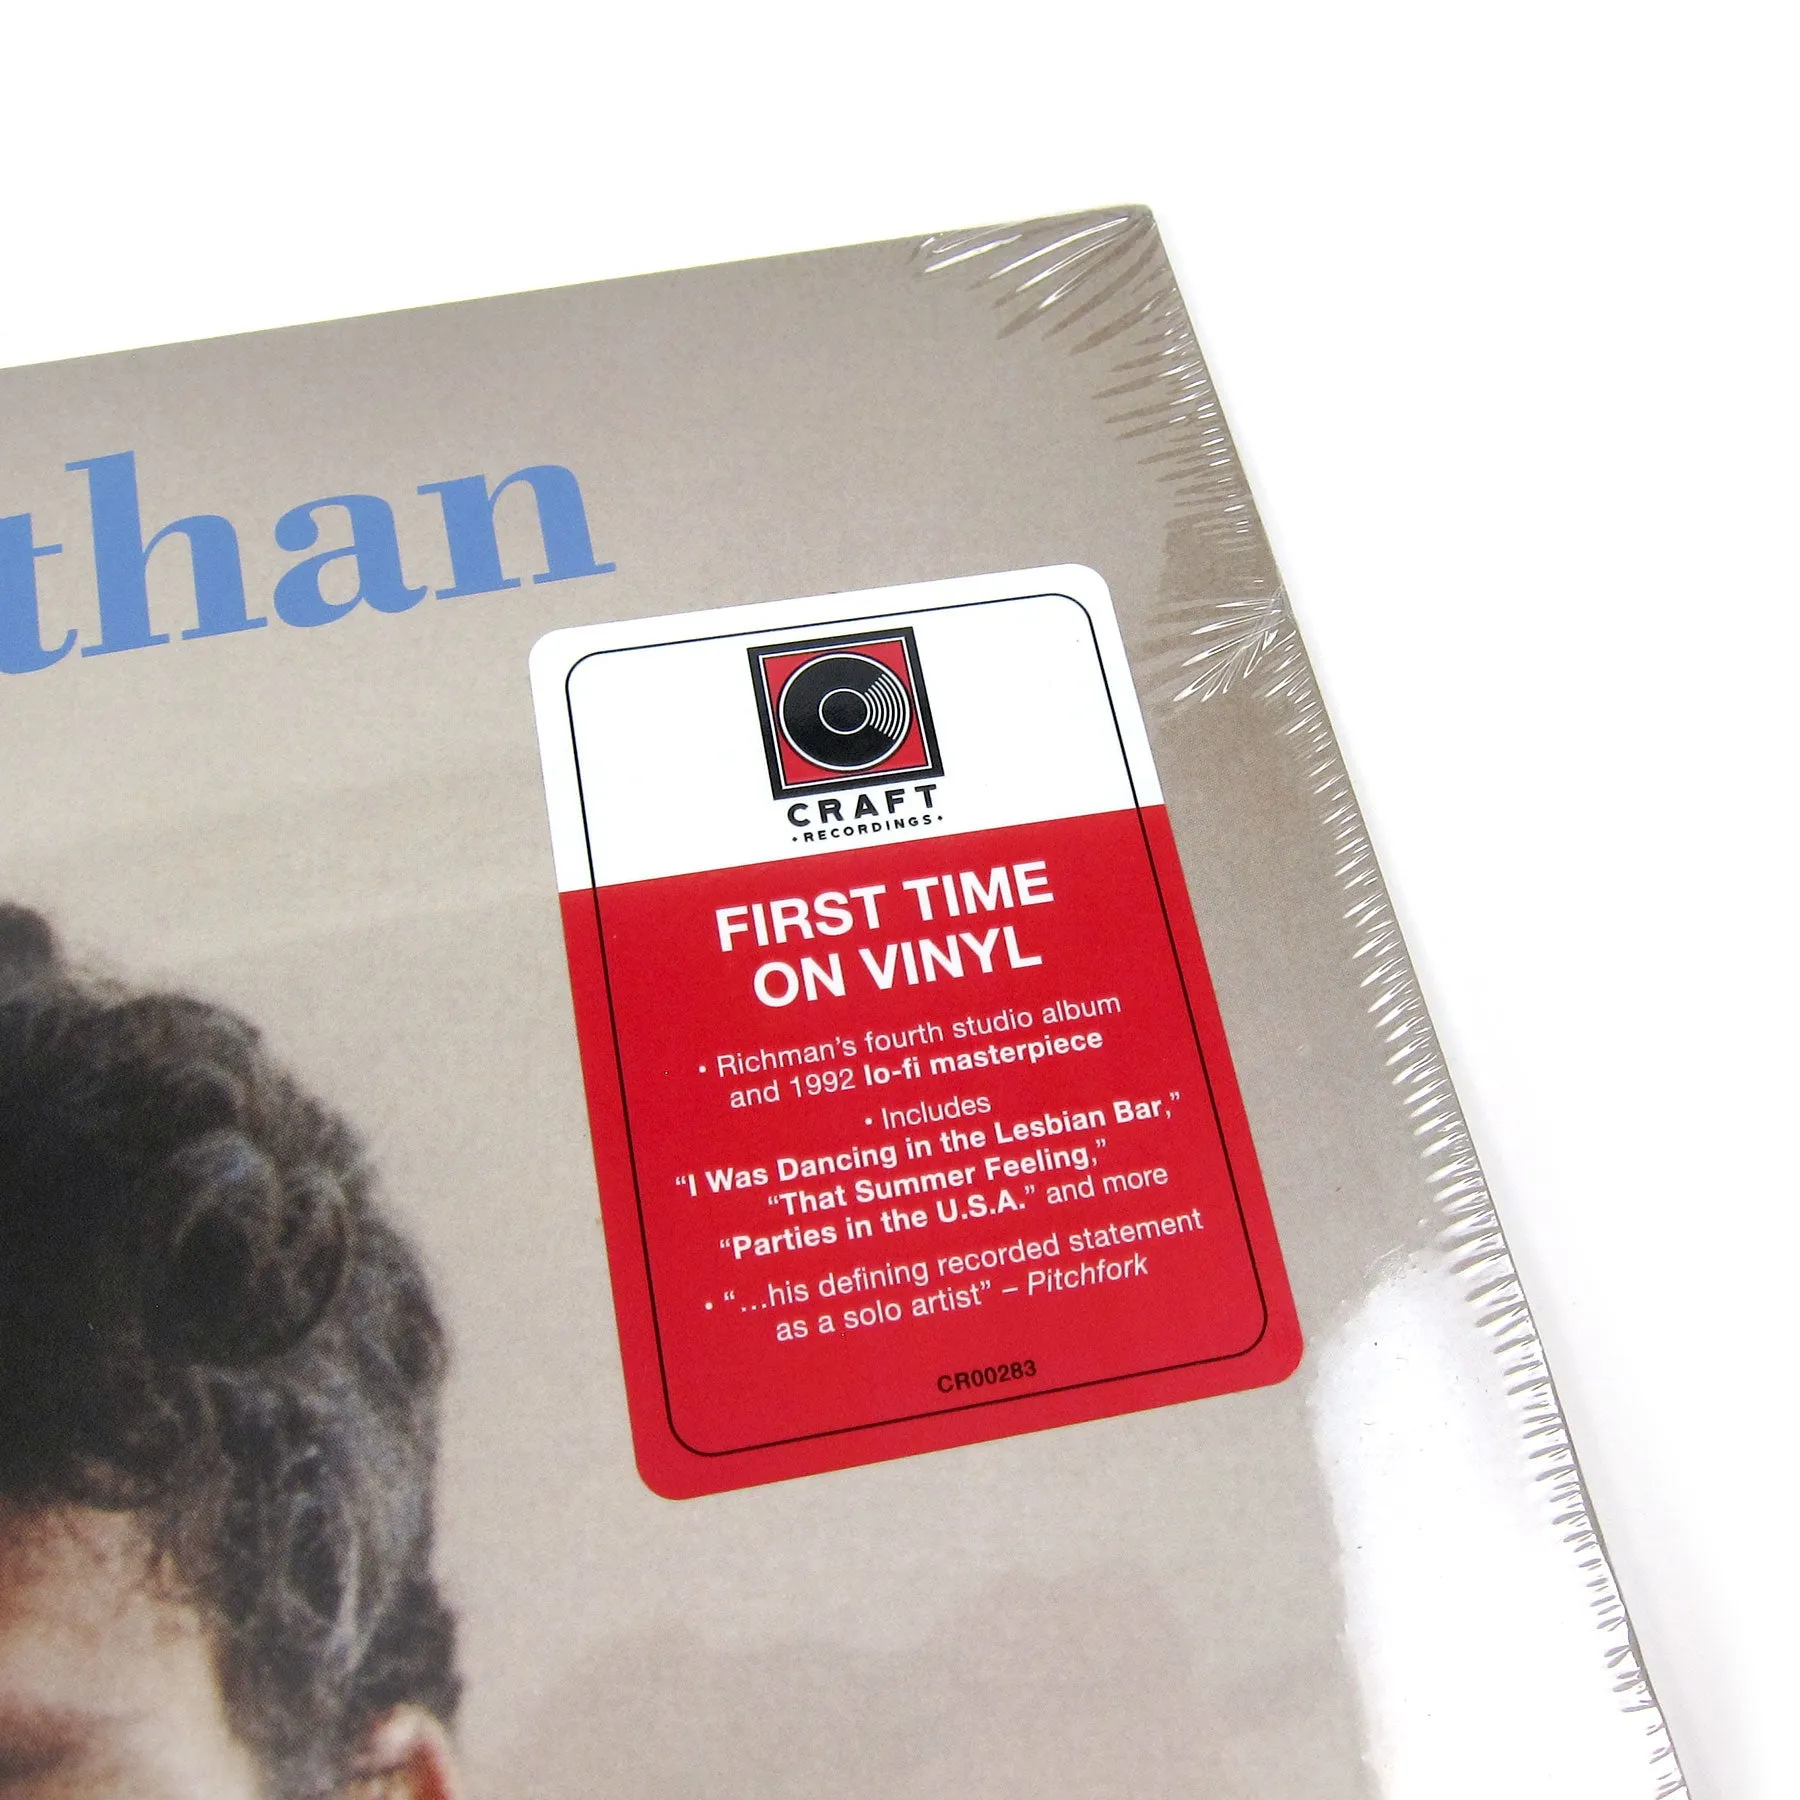 than
CRAFT
• RECORDINGS •
FIRST TIME
ON VINYL
• Richman's fourth studio album
and 1992 lo-fi masterpiece
• Includes
“I Was Dancing in the Lesbian Bar,”
“That Summer Feeling,”
“Parties in the U.S.A.” and more
• “...his defining recorded statement
as a solo artist” – Pitchfork
CR00283